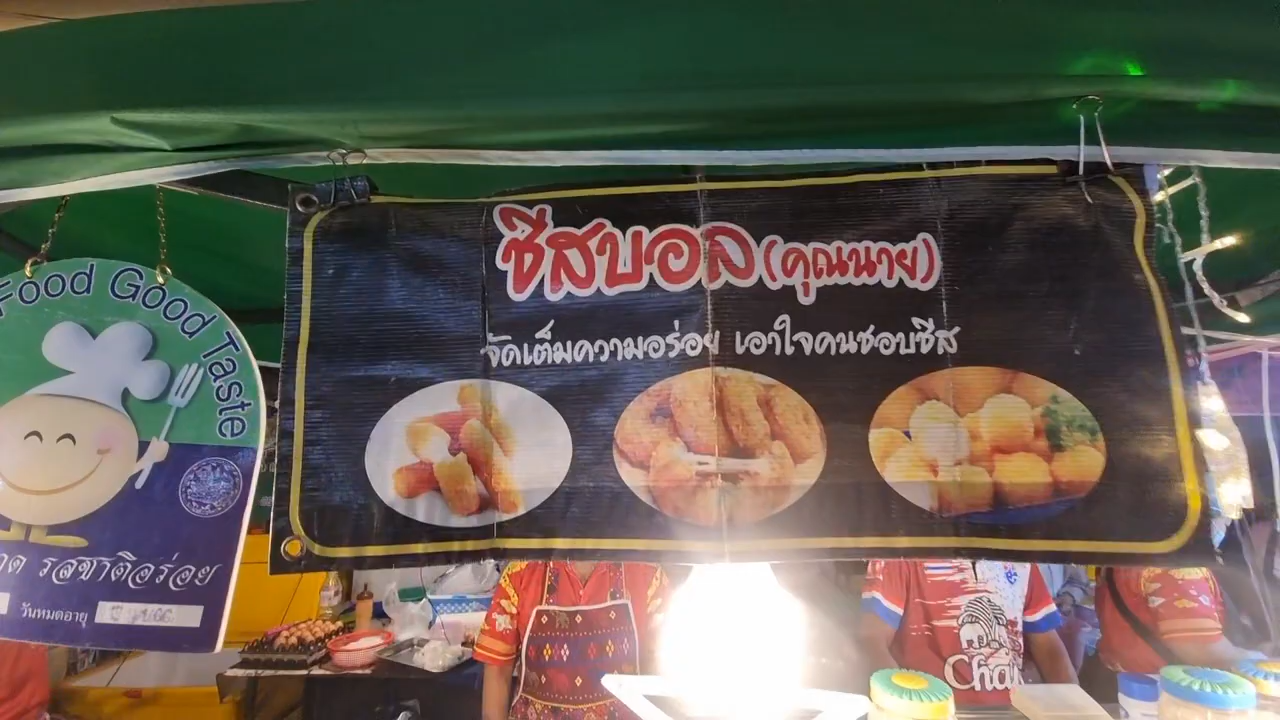 Food Good Taste
รสชาติอร่อย
วันหมดอายุ
ชีสบอล (คุณนาย)
จัดเต็มความอร่อย เอาใจคนชอบชีส
Cha